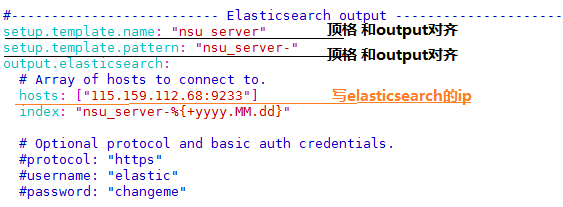 #------------------------- Elasticsearch output ---------------------
setup.template.name: "nsu_server" 顶格 和output对齐
setup.template.pattern: "nsu_server-" 顶格 和output对齐
output.elasticsearch:
# Array of hosts to connect to.
hosts: ["115.159.112.68:9233"] 写elasticsearch的ip
index: "nsu_server-%{+yyyy.MM.dd}"
# Optional protocol and basic auth credentials.
#protocol: "https"
#username: "elastic"
#password: "changeme"